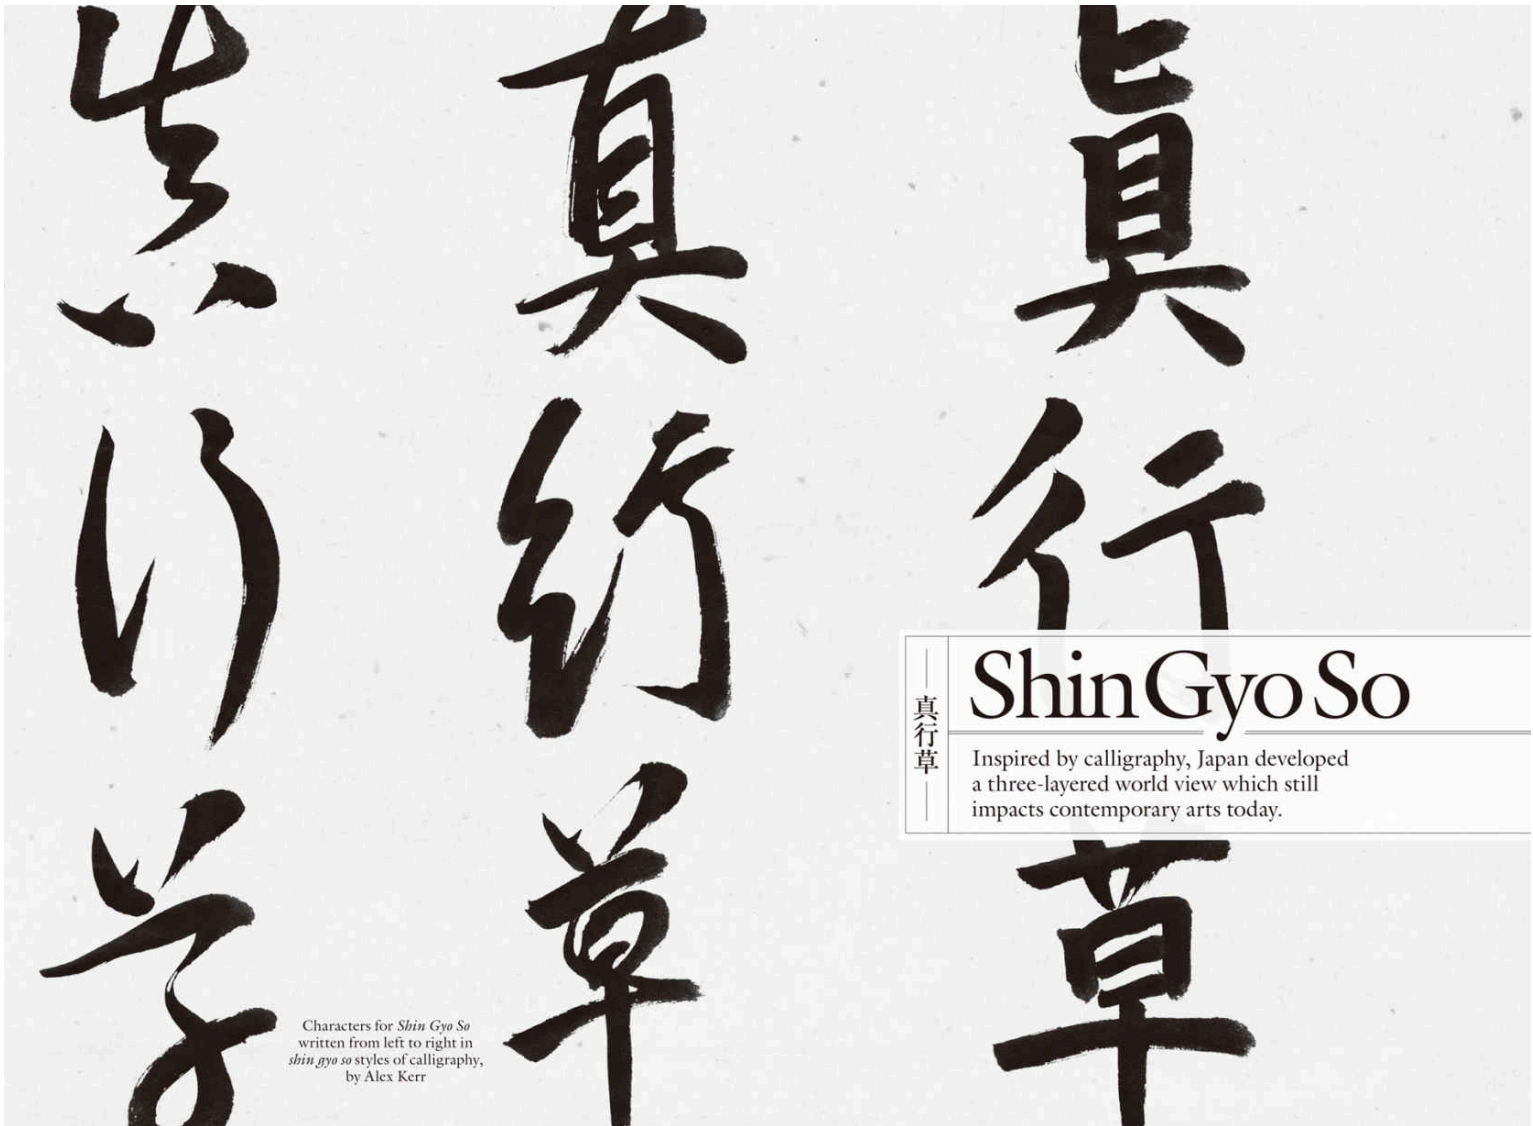 眞行草
真行草
真行草
真行草
Shin Gyo So
Inspired by calligraphy, Japan developed
a three-layered world view which still
impacts contemporary arts today.
Characters for Shin Gyo So
written from left to right in
shin gyo so styles of calligraphy,
by Alex Kerr